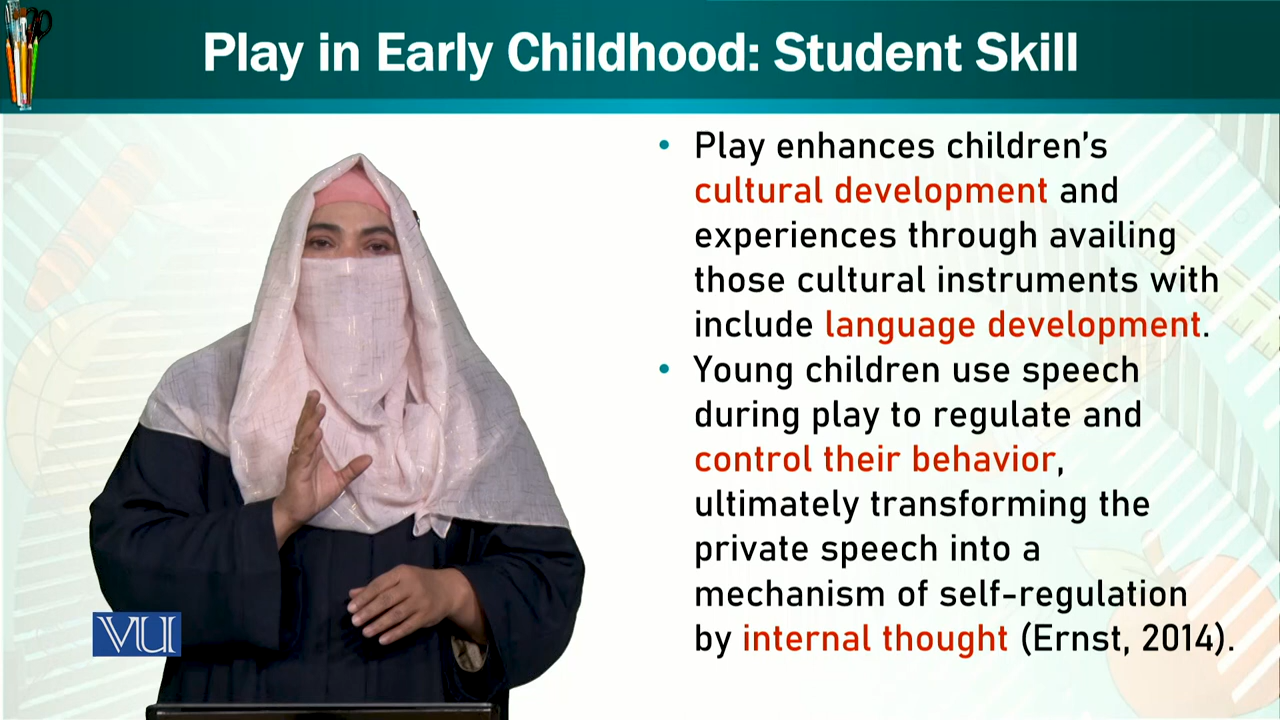 Play in Early Childhood: Student Skill
• Play enhances children's
cultural development and
experiences through availing
those cultural instruments with
include language development.
• Young children use speech
during play to regulate and
control their behavior,
ultimately transforming the
private speech into a
mechanism of self-regulation
by internal thought (Ernst, 2014).
VU